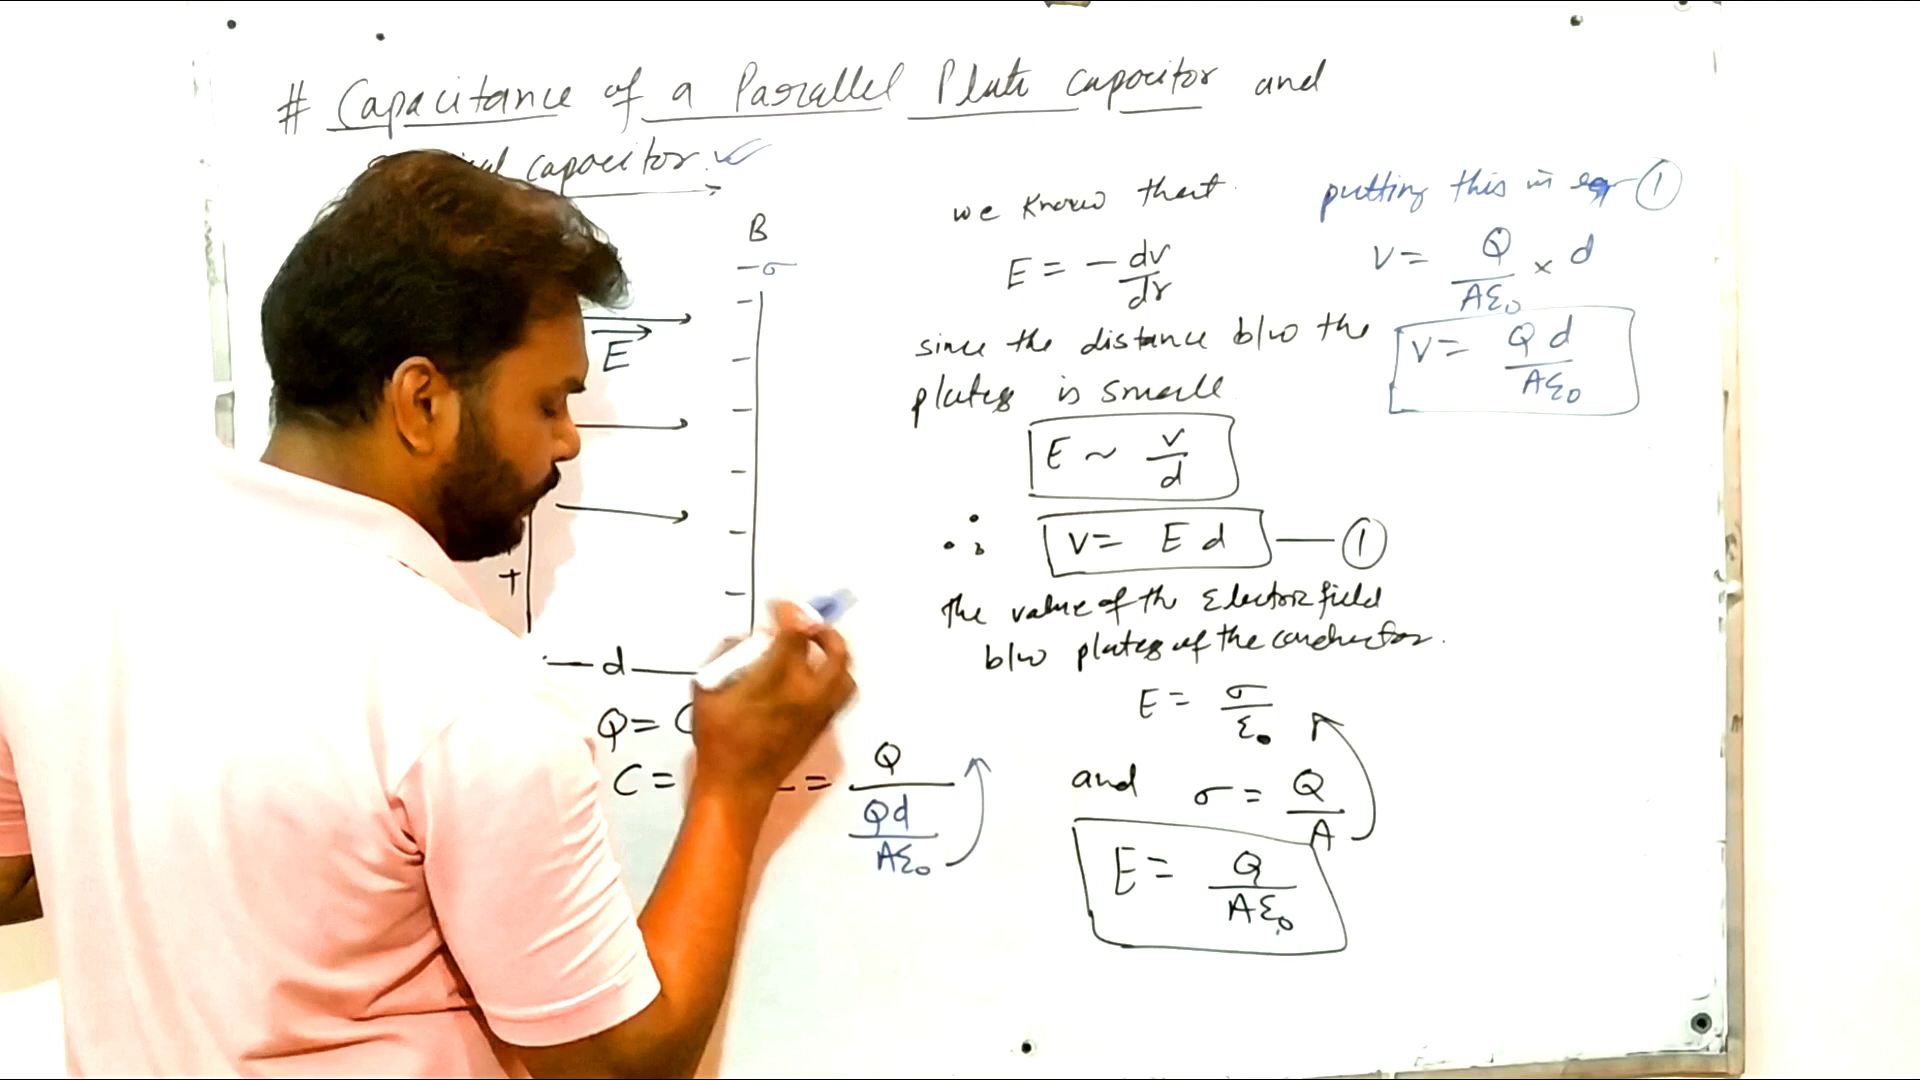 # Capacitance of a Parallel Plate capacitor and
capacitor
B
-σ
E
+
d
Q=
C=
= Q / (Qd / Aε₀)
we know that
E = - dv/dr
since the distance b/w the
plates is small
E ~ v/d
∴ V= E d — ①
The value of the Electric field
b/w plates of the conductor.
E = σ/ε₀
and σ = Q/A
E = Q/Aε₀
putting this in eq ①
V= Q/Aε₀ × d
V= Qd/Aε₀